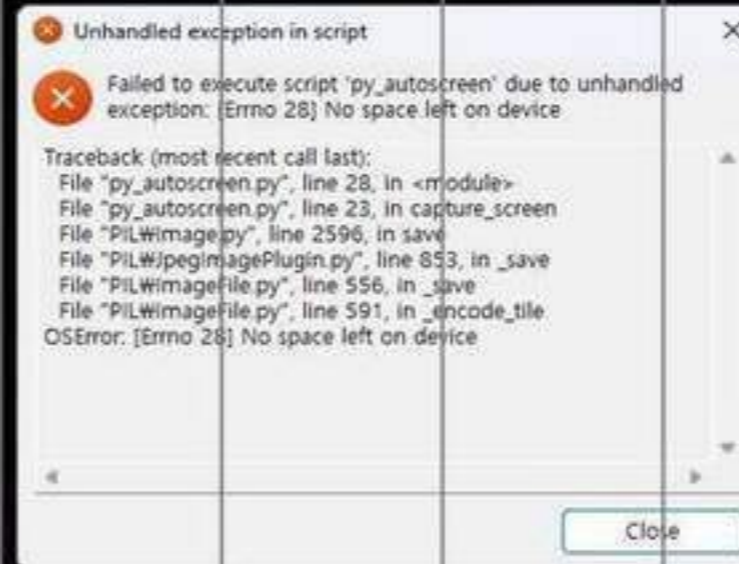 Unhandled exception in script
Failed to execute script 'py_autoscreen' due to unhandled
exception: [Errno 28] No space left on device
Traceback (most recent call last):
File "py_autoscreen.py", line 28, in <module>
File "py_autoscreen.py", line 23, in capture_screen
File "PIL₩Image.py", line 2596, in save
File "PIL₩JpegImagePlugin.py", line 853, in _save
File "PIL₩ImageFile.py", line 556, in _save
File "PIL₩ImageFile.py", line 591, in _encode_tile
OSError: [Errno 28] No space left on device
Close